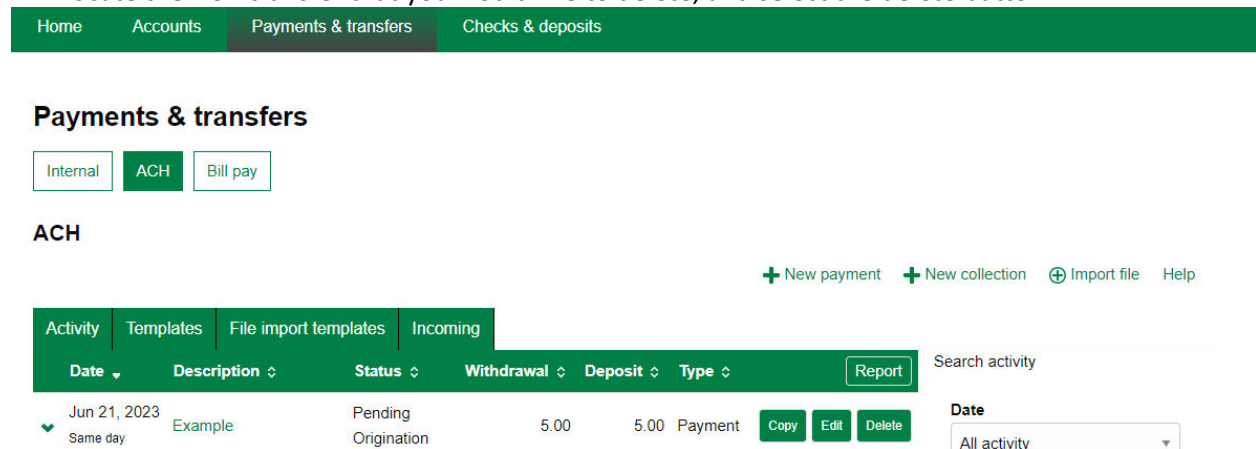 Home Accounts Payments & transfers Checks & deposits
Payments & transfers
Internal ACH Bill pay
ACH
New payment New collection Import file Help
Activity Templates File import templates Incoming
Date Description Status Withdrawal Deposit Type Report
Search activity
Jun 21, 2023
Same day
Example
Pending
Origination
5.00 5.00 Payment Copy Edit Delete
Date
All activity